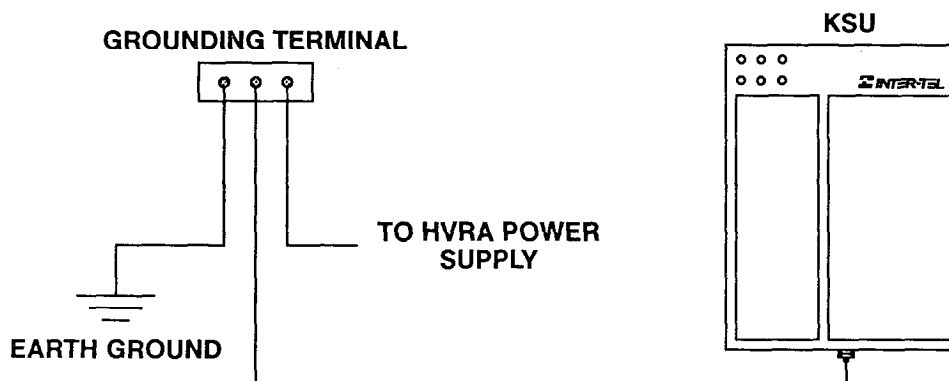 GROUNDING TERMINAL
KSU
INTER-TEL
TO HVRA POWER
SUPPLY
EARTH GROUND